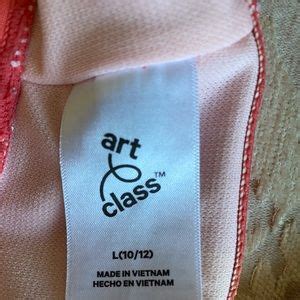 art
class™
L(10/12)
MADE IN VIETNAM
HECHO EN VIETNAM